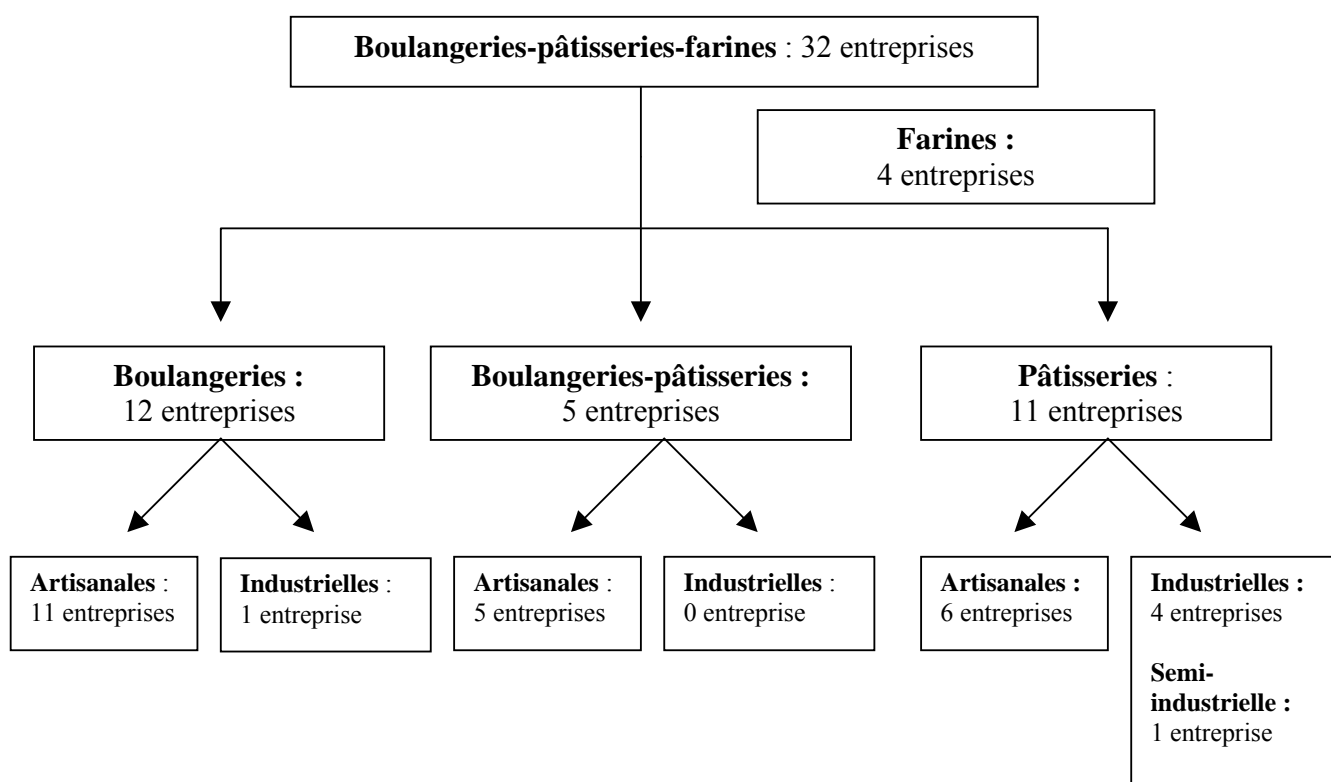 Boulangeries-pâtisseries-farines : 32 entreprises
Farines :
4 entreprises
Boulangeries :
12 entreprises
Boulangeries-pâtisseries :
5 entreprises
Pâtisseries :
11 entreprises
Artisanales :
11 entreprises
Industrielles :
1 entreprise
Artisanales :
5 entreprises
Industrielles :
0 entreprise
Artisanales :
6 entreprises
Industrielles :
4 entreprises
Semi-
industrielle :
1 entreprise